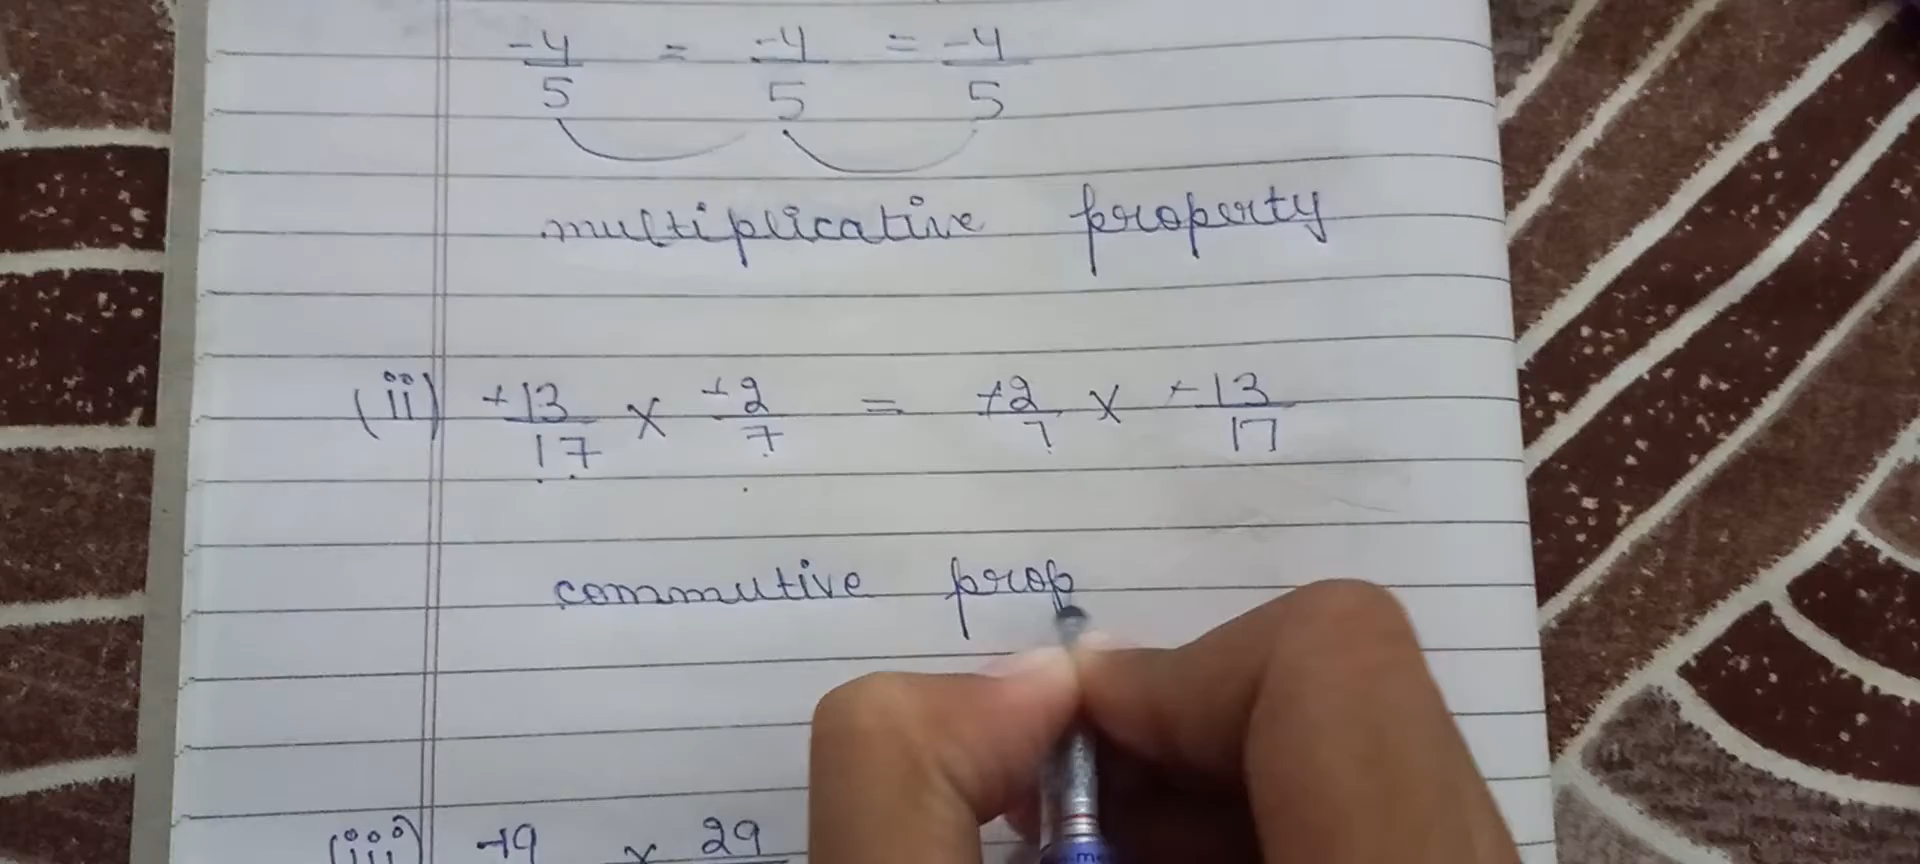 -4/5 = -4/5 = -4/5
multiplicative property
(ii) -13/17 × -2/7 = -2/7 × -13/17
commutive prop
(iii) -19 × 29